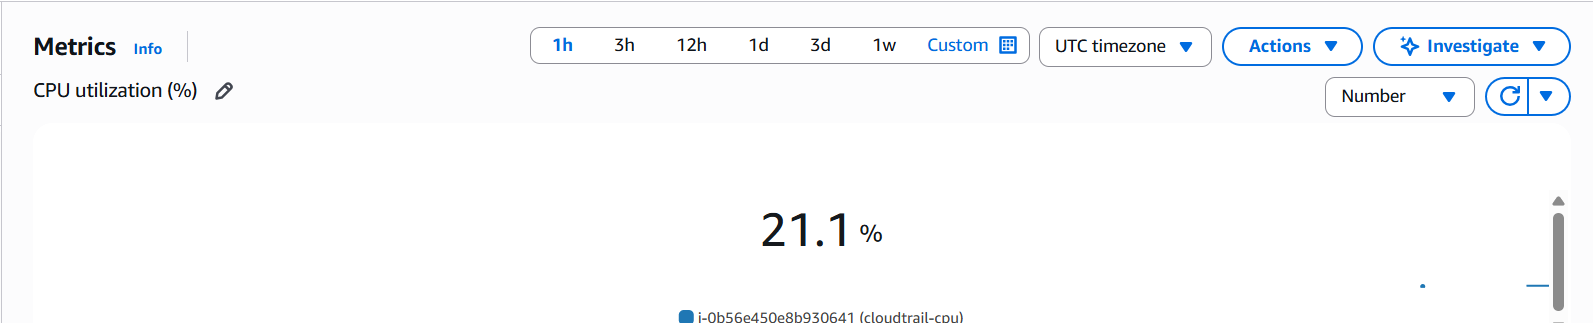 Metrics Info 1h 3h 12h 1d 3d 1w Custom UTC timezone Actions Investigate
CPU utilization (%) Number
21.1 %
i-0b56e450e8b930641 (cloudtrail-cpu)